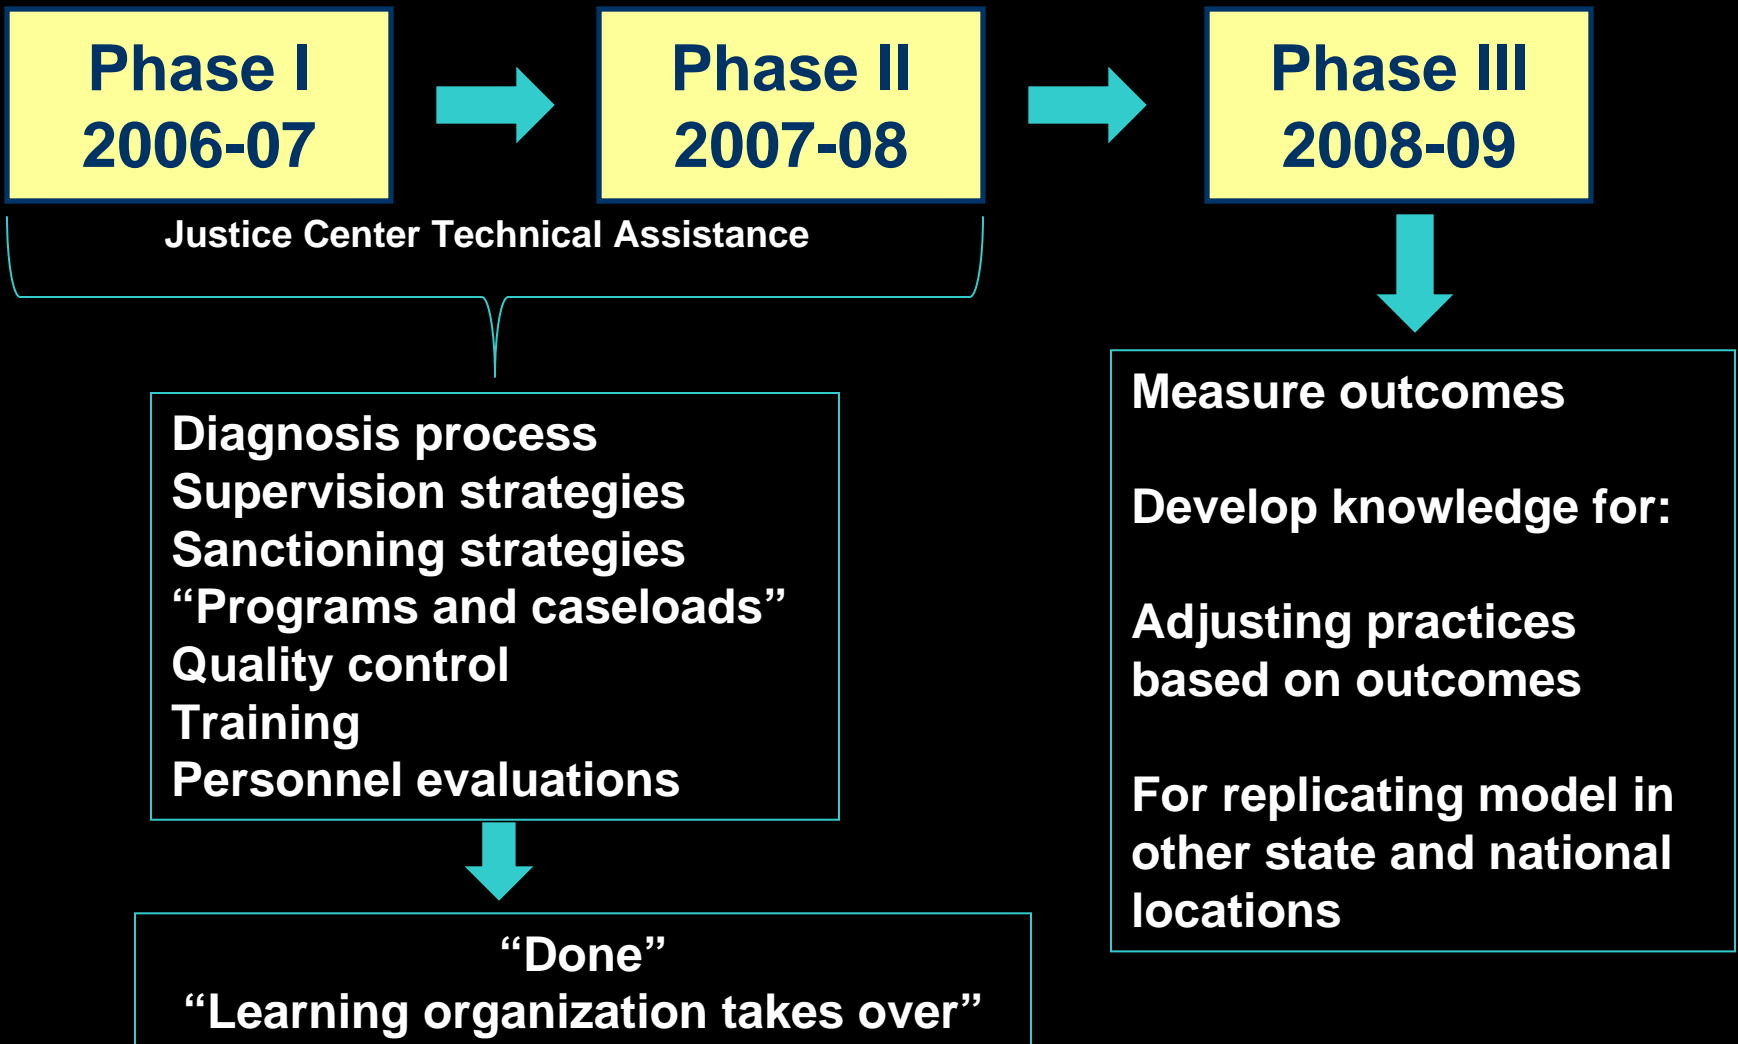 Phase I
2006-07
Phase II
2007-08
Phase III
2008-09
Justice Center Technical Assistance
Diagnosis process
Supervision strategies
Sanctioning strategies
“Programs and caseloads”
Quality control
Training
Personnel evaluations
“Done”
“Learning organization takes over”
Measure outcomes
Develop knowledge for:
Adjusting practices
based on outcomes
For replicating model in
other state and national
locations